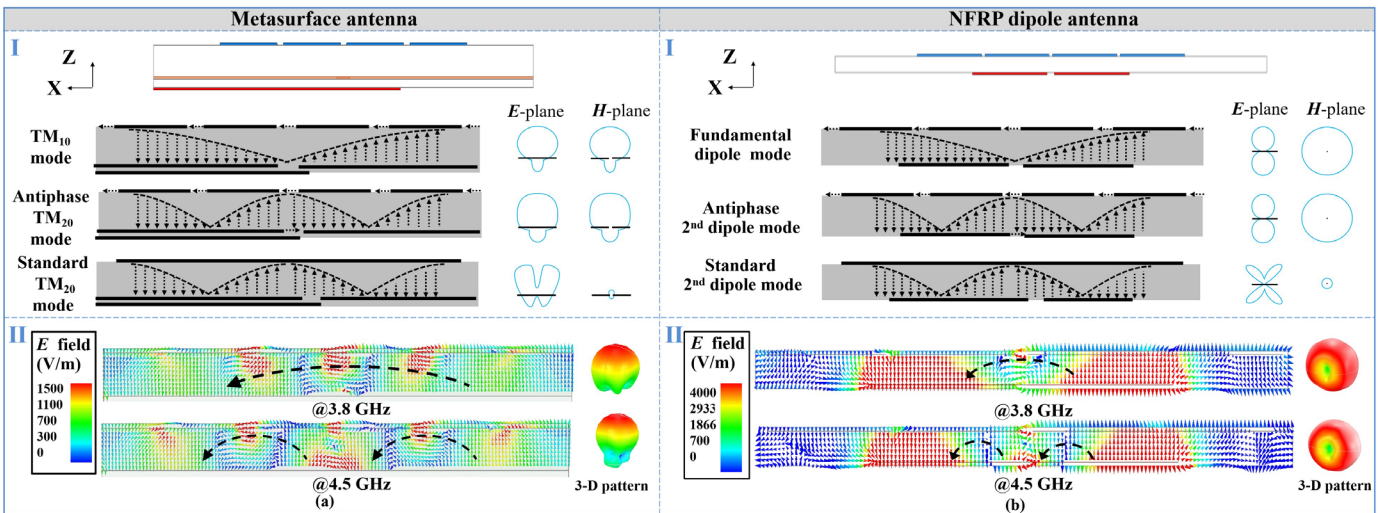 Metasurface antenna
I
Z
X
E-plane
H-plane
TM10
mode
Antiphase
TM20
mode
Standard
TM20
mode
II
E field
(V/m)
1500
1100
700
300
0
@3.8 GHz
@4.5 GHz
3-D pattern
(a)
NFRP dipole antenna
I
Z
X
E-plane
H-plane
Fundamental
dipole mode
Antiphase
2nd dipole mode
Standard
2nd dipole mode
II
E field
(V/m)
4000
2933
1866
700
0
@3.8 GHz
@4.5 GHz
3-D pattern
(b)